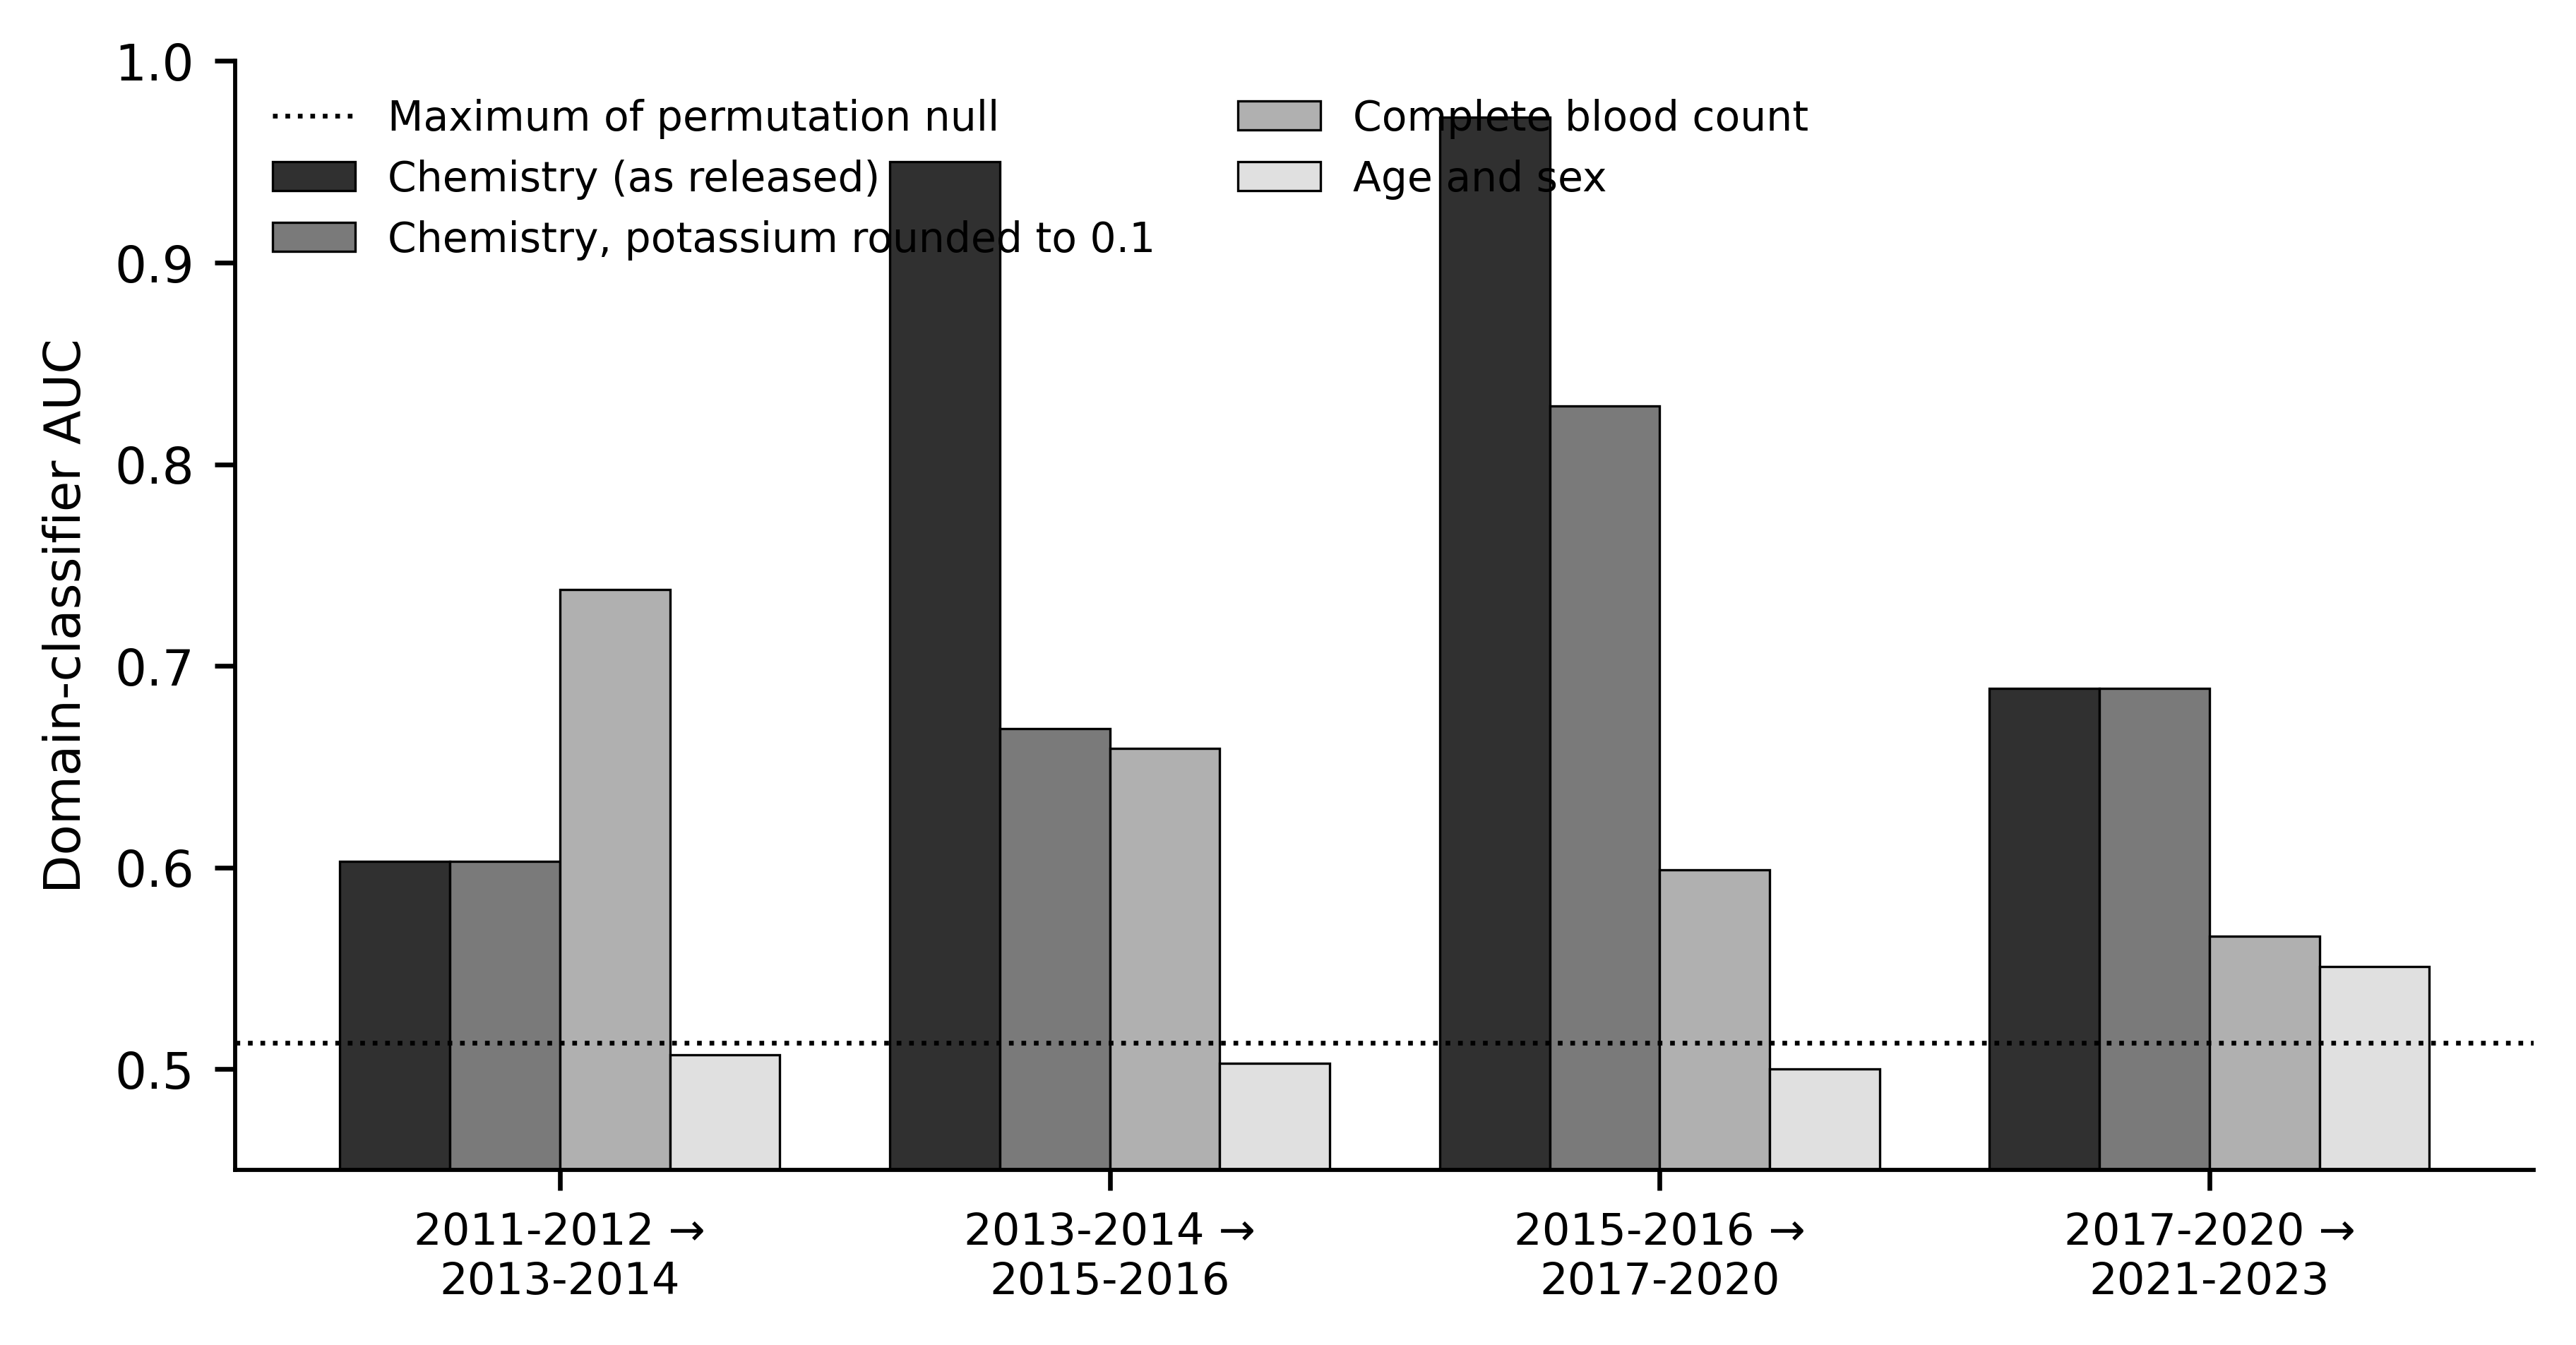 1.0
0.9
0.8
0.7
0.6
0.5
Domain-classifier AUC
Maximum of permutation null
Chemistry (as released)
Chemistry, potassium rounded to 0.1
Complete blood count
Age and sex
2011-2012 →
2013-2014
2013-2014 →
2015-2016
2015-2016 →
2017-2020
2017-2020 →
2021-2023